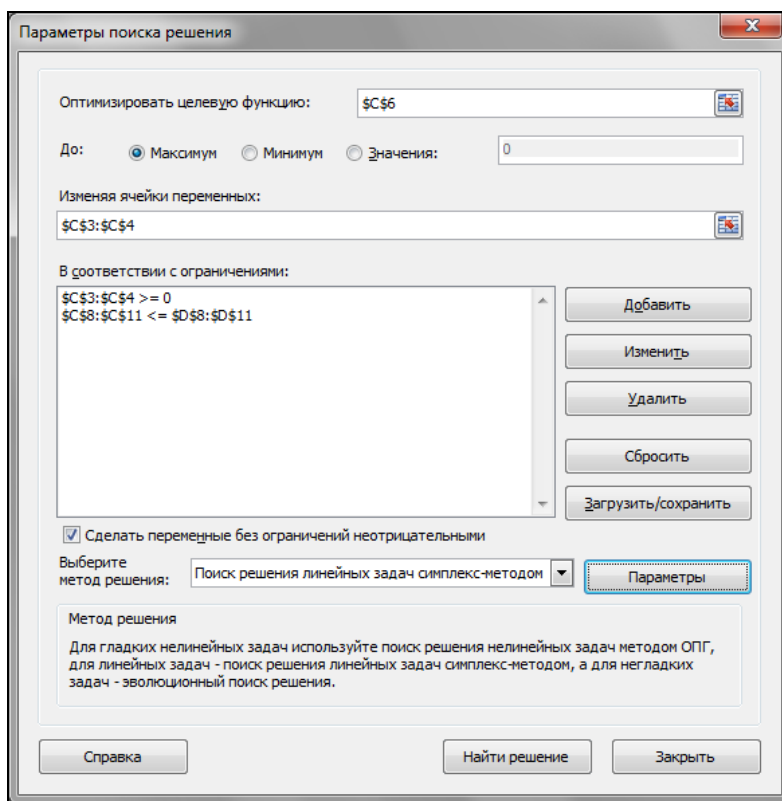 Параметры поиска решения
Оптимизировать целевую функцию: $C$6
До: Максимум Минимум Значения: 0
Изменяя ячейки переменных:
$C$3:$C$4
В соответствии с ограничениями:
$C$3:$C$4 >= 0
$C$8:$C$11 <= $D$8:$D$11
Добавить
Изменить
Удалить
Сбросить
Загрузить/сохранить
Сделать переменные без ограничений неотрицательными
Выберите
метод решения: Поиск решения линейных задач симплекс-методом Параметры
Метод решения
Для гладких нелинейных задач используйте поиск решения нелинейных задач методом ОПГ,
для линейных задач - поиск решения линейных задач симплекс-методом, а для негладких
задач - эволюционный поиск решения.
Справка Найти решение Закрыть